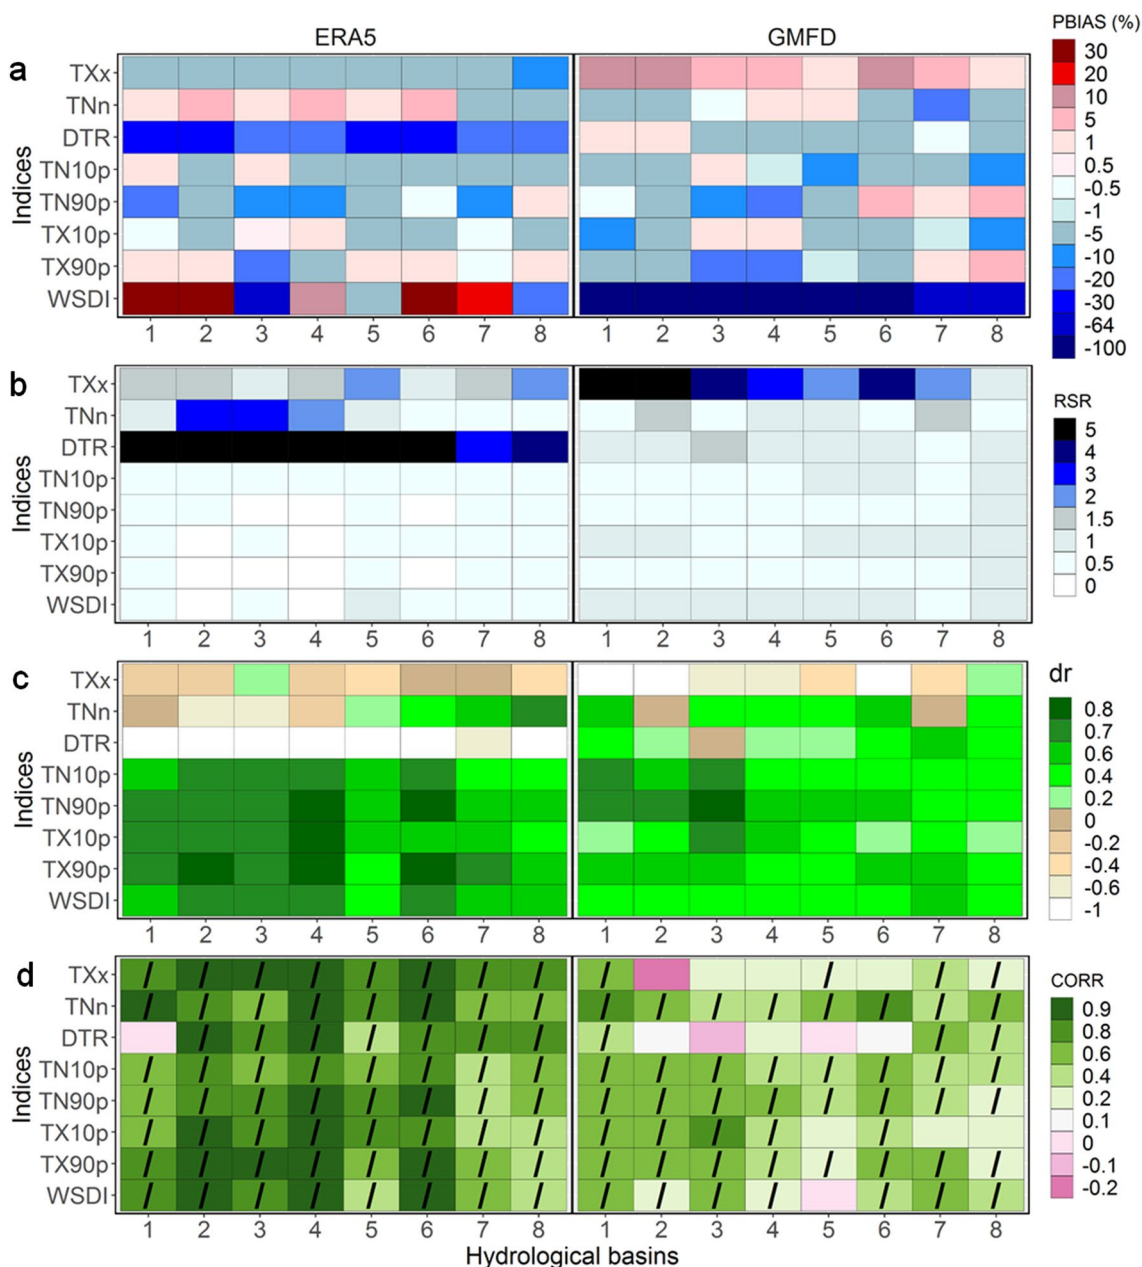 ERA5 GMFD PBIAS (%)
a
Indices
TXx
TNn
DTR
TN10p
TN90p
TX10p
TX90p
WSDI
1 2 3 4 5 6 7 8 1 2 3 4 5 6 7 8
30
20
10
5
1
0.5
-0.5
-1
-5
-10
-20
-30
-64
-100
b
Indices
TXx
TNn
DTR
TN10p
TN90p
TX10p
TX90p
WSDI
1 2 3 4 5 6 7 8 1 2 3 4 5 6 7 8
RSR
5
4
3
2
1.5
1
0.5
0
c
Indices
TXx
TNn
DTR
TN10p
TN90p
TX10p
TX90p
WSDI
1 2 3 4 5 6 7 8 1 2 3 4 5 6 7 8
dr
0.8
0.7
0.6
0.4
0.2
0
-0.2
-0.4
-0.6
-1
d
Indices
TXx
TNn
DTR
TN10p
TN90p
TX10p
TX90p
WSDI
1 2 3 4 5 6 7 8 1 2 3 4 5 6 7 8
CORR
0.9
0.8
0.6
0.4
0.2
0.1
0
-0.1
-0.2
Hydrological basins